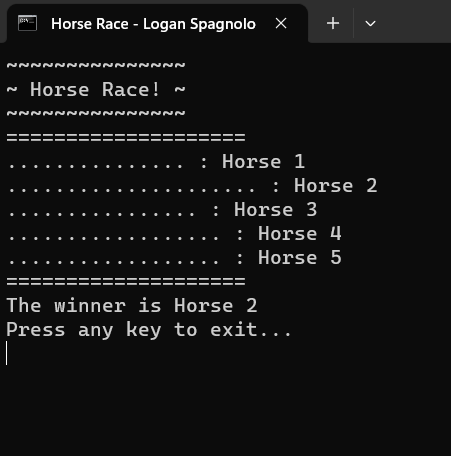 Horse Race - Logan Spagnolo
~~~~~~~~~~~~~~~
~ Horse Race! ~
~~~~~~~~~~~~~~~
====================
............... : Horse 1
..................... : Horse 2
................ : Horse 3
.................. : Horse 4
.................. : Horse 5
====================
The winner is Horse 2
Press any key to exit...